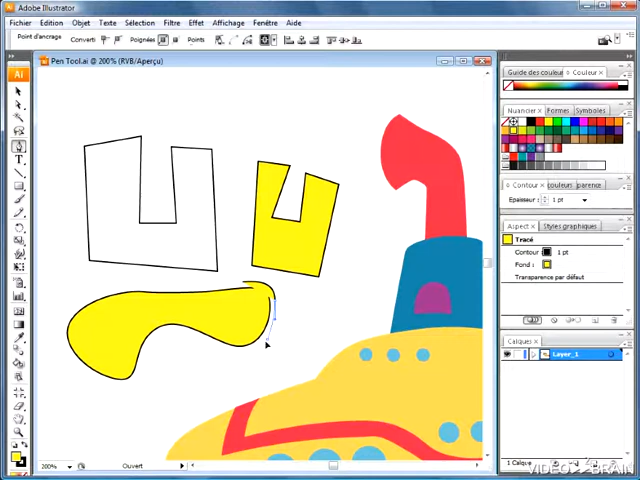 Adobe Illustrator
Fichier Edition Objet Texte Sélection Filtre Effet Affichage Fenêtre Aide
Point d'ancrage Converti Poignées Points
Pen Tool.ai @ 200% (RVB/Aperçu)
Ai
Guide des couleurs Couleur
Nuancier Formes Symboles
Contour couleurs parence
Epaisseur : 1 pt
Aspect Styles graphiques
Tracé
Contour : 1 pt
Fond :
Transparence par défaut
Calques
Layer_1
1 Calque
200% Ouvert
VIDEO2BRAIN